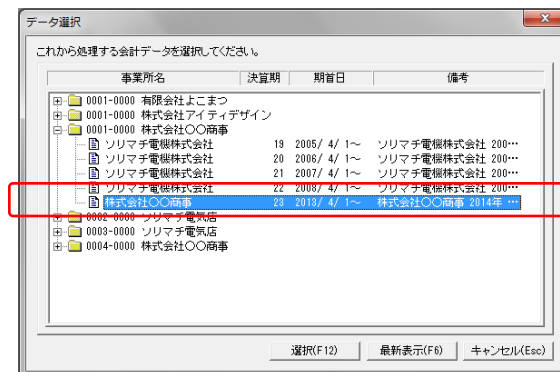 データ選択
これから処理する会計データを選択してください。
事業所名 決算期 期首日 備考
0001-0000 有限会社よこまつ
0001-0000 株式会社アイティデザイン
0001-0000 株式会社〇〇商事
ソリマチ電機株式会社 19 2005/ 4/ 1～ ソリマチ電機株式会社 200…
ソリマチ電機株式会社 20 2006/ 4/ 1～ ソリマチ電機株式会社 200…
ソリマチ電機株式会社 21 2007/ 4/ 1～ ソリマチ電機株式会社 200…
ソリマチ電機株式会社 22 2008/ 4/ 1～ ソリマチ電機株式会社 200…
株式会社〇〇商事 23 2013/ 4/ 1～ 株式会社〇〇商事 2014年 …
0002-0000 ソリマチ電気店
0003-0000 ソリマチ電気店
0004-0000 株式会社〇〇商事
選択(F12) 最新表示(F6) キャンセル(Esc)